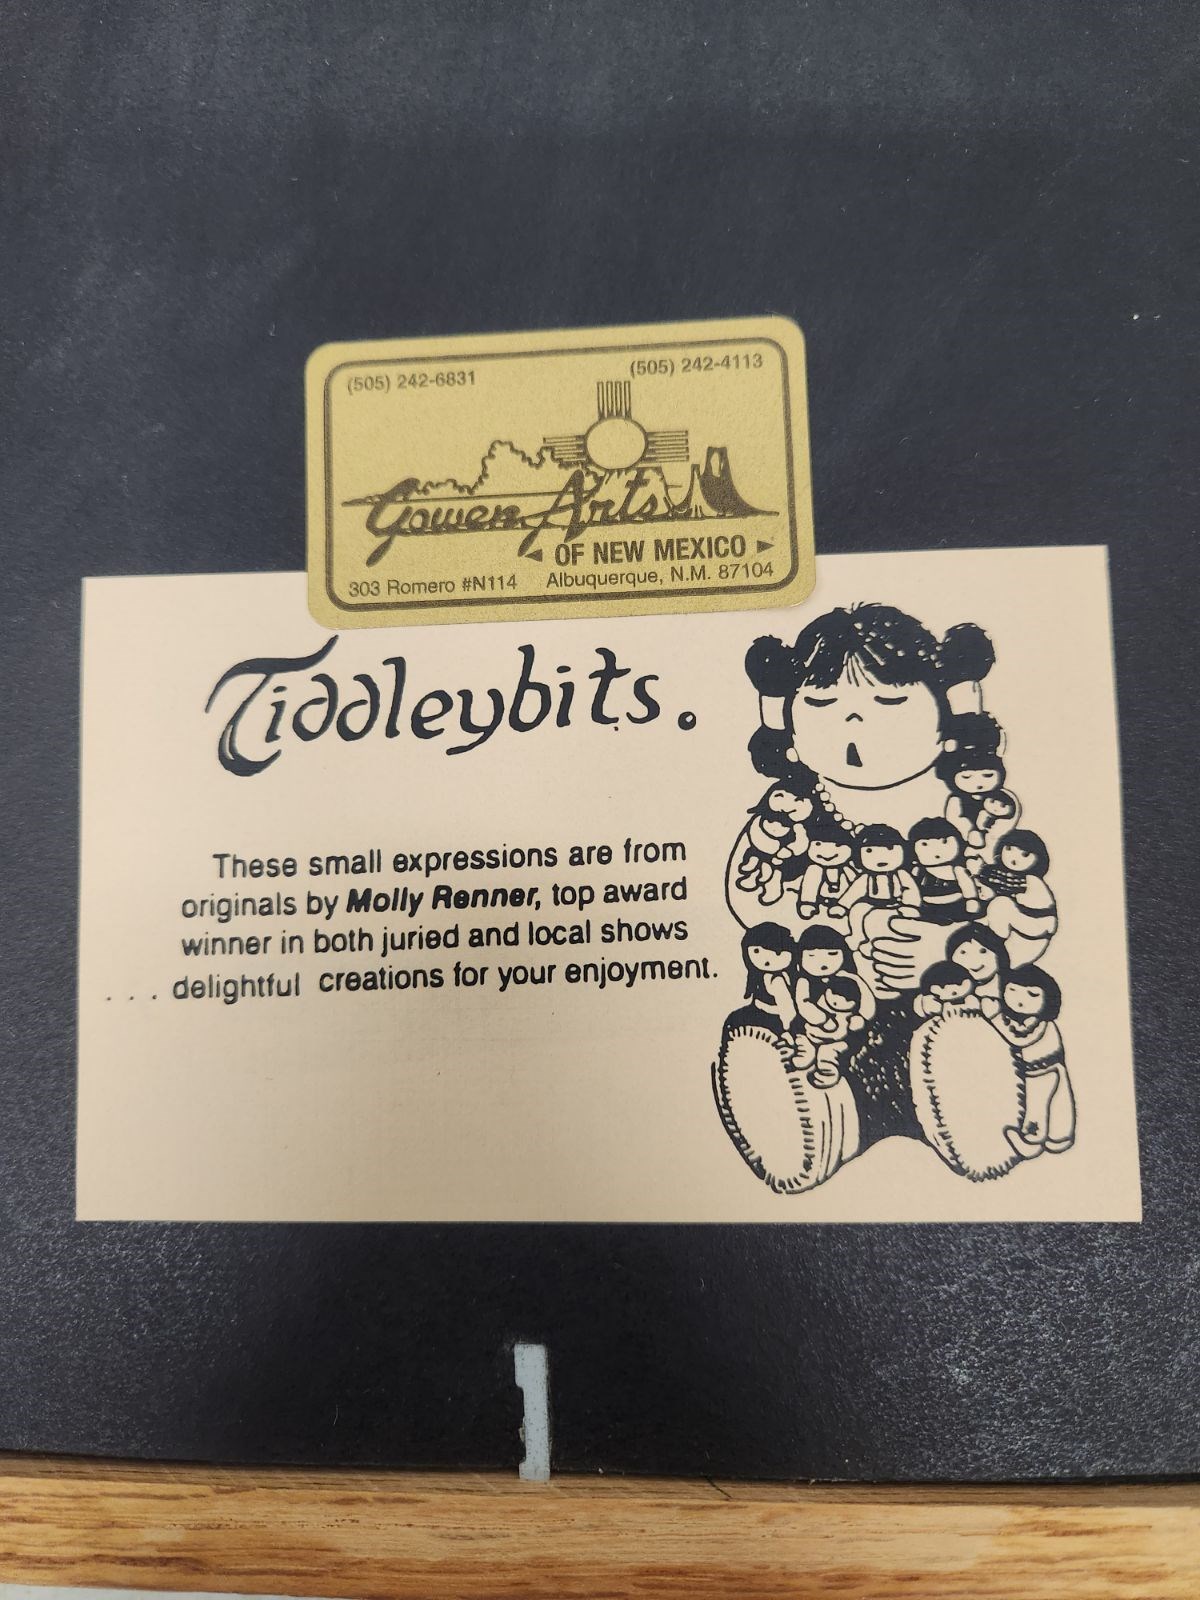 (505) 242-6831 (505) 242-4113
Gowen Arts
◄ OF NEW MEXICO ►
303 Romero #N114 Albuquerque, N.M. 87104
Tiddleybits.
These small expressions are from
originals by Molly Renner, top award
winner in both juried and local shows
. . . delightful creations for your enjoyment.